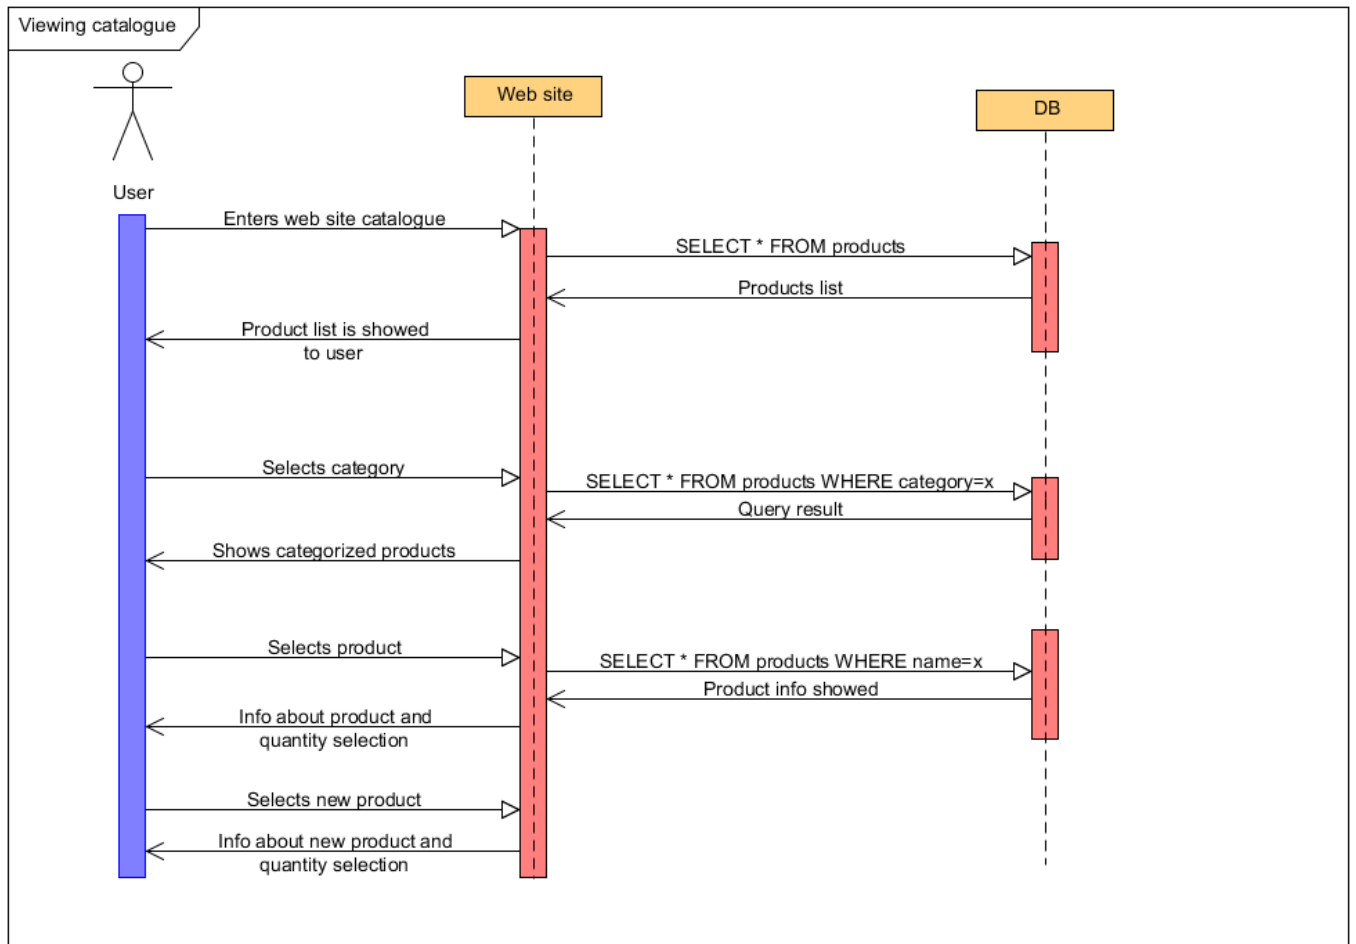 Viewing catalogue
Web site
DB
User
Enters web site catalogue
SELECT * FROM products
Products list
Product list is showed
to user
Selects category
SELECT * FROM products WHERE category=x
Query result
Shows categorized products
Selects product
SELECT * FROM products WHERE name=x
Product info showed
Info about product and
quantity selection
Selects new product
Info about new product and
quantity selection